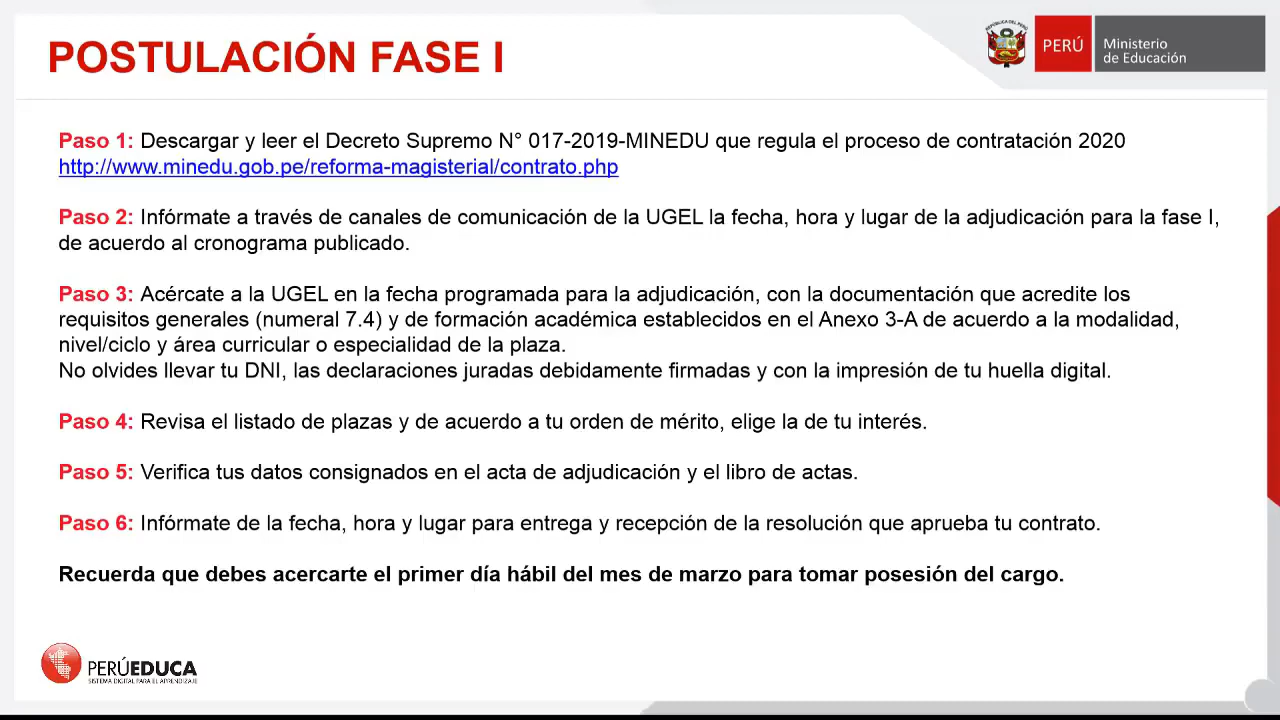 POSTULACIÓN FASE I
REPÚBLICA DEL PERÚ
PERÚ
Ministerio
de Educación
Paso 1: Descargar y leer el Decreto Supremo N° 017-2019-MINEDU que regula el proceso de contratación 2020
http://www.minedu.gob.pe/reforma-magisterial/contrato.php
Paso 2: Infórmate a través de canales de comunicación de la UGEL la fecha, hora y lugar de la adjudicación para la fase I,
de acuerdo al cronograma publicado.
Paso 3: Acércate a la UGEL en la fecha programada para la adjudicación, con la documentación que acredite los
requisitos generales (numeral 7.4) y de formación académica establecidos en el Anexo 3-A de acuerdo a la modalidad,
nivel/ciclo y área curricular o especialidad de la plaza.
No olvides llevar tu DNI, las declaraciones juradas debidamente firmadas y con la impresión de tu huella digital.
Paso 4: Revisa el listado de plazas y de acuerdo a tu orden de mérito, elige la de tu interés.
Paso 5: Verifica tus datos consignados en el acta de adjudicación y el libro de actas.
Paso 6: Infórmate de la fecha, hora y lugar para entrega y recepción de la resolución que aprueba tu contrato.
Recuerda que debes acercarte el primer día hábil del mes de marzo para tomar posesión del cargo.
PERÚEDUCA
SISTEMA DIGITAL PARA EL APRENDIZAJE